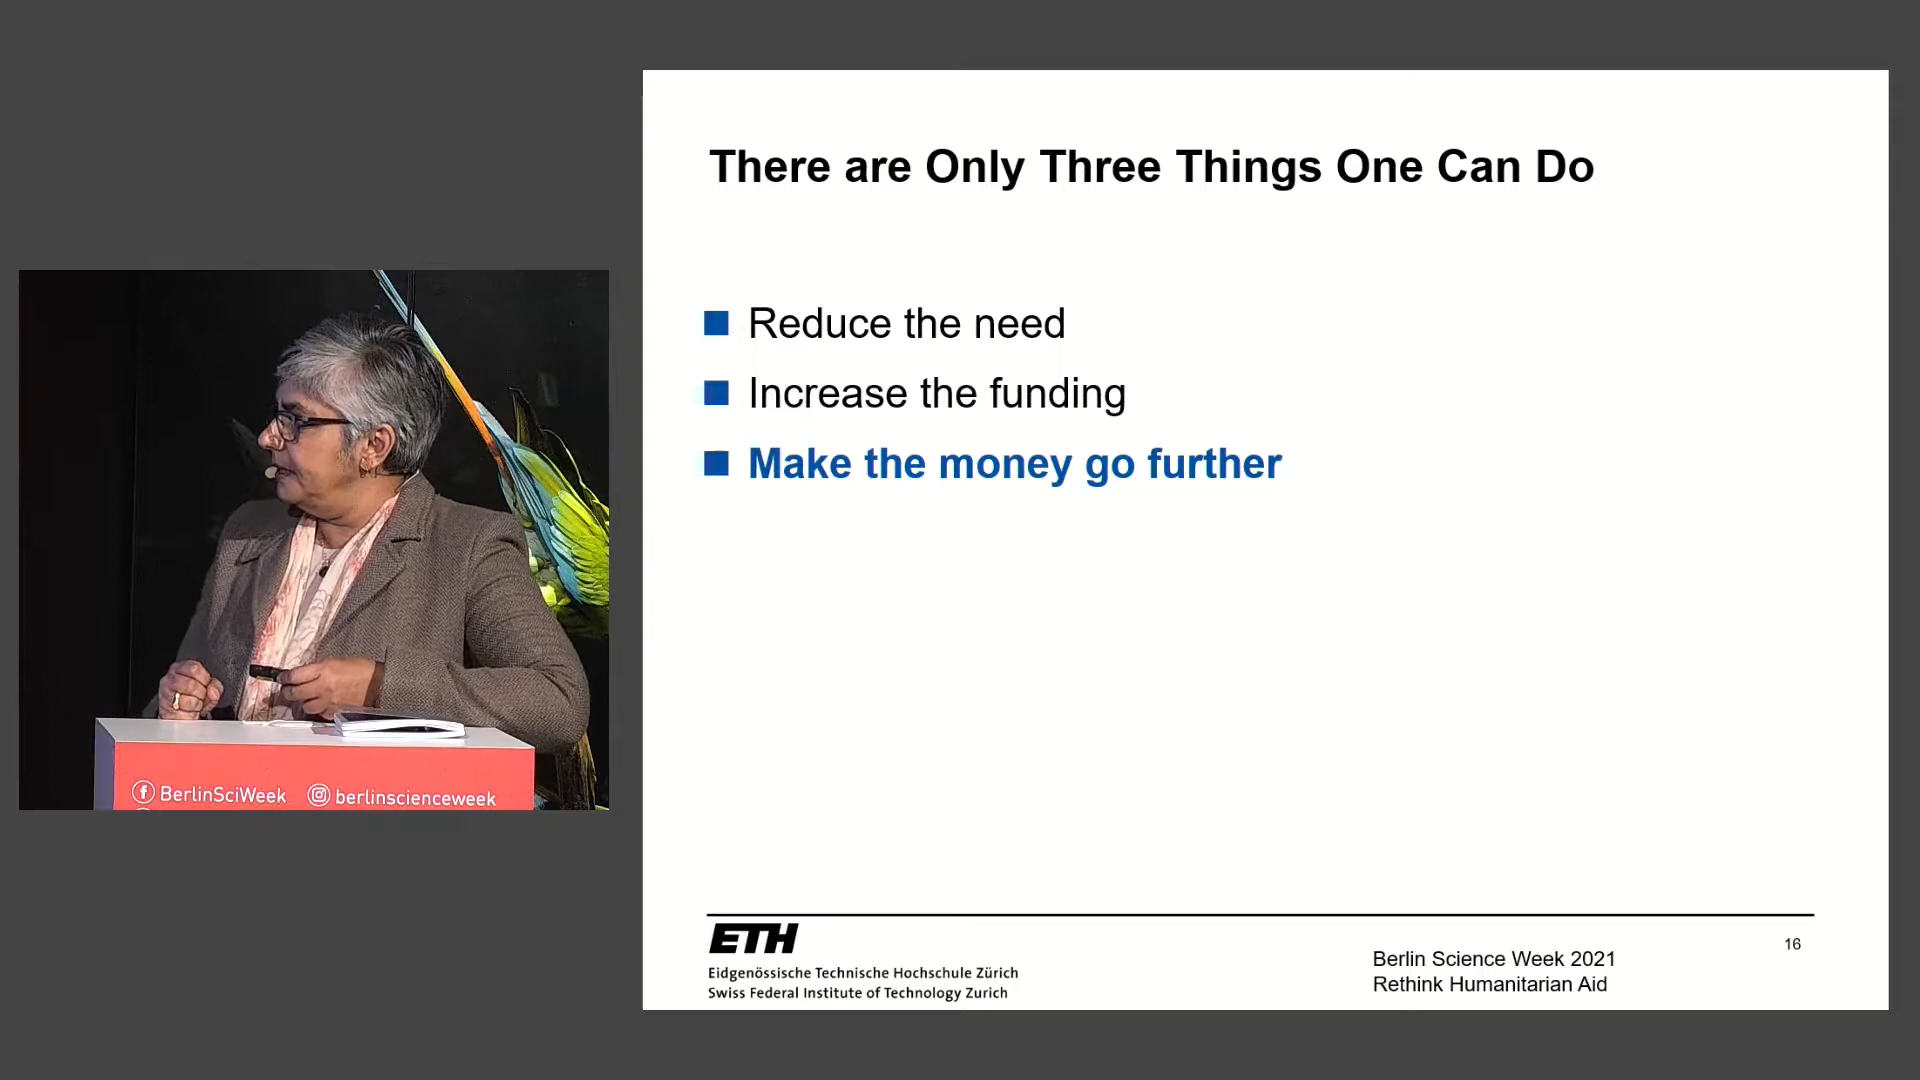 There are Only Three Things One Can Do
Reduce the need
Increase the funding
Make the money go further
BerlinSciWeek berlinscienceweek
ETH
Eidgenössische Technische Hochschule Zürich
Swiss Federal Institute of Technology Zurich
Berlin Science Week 2021
Rethink Humanitarian Aid
16